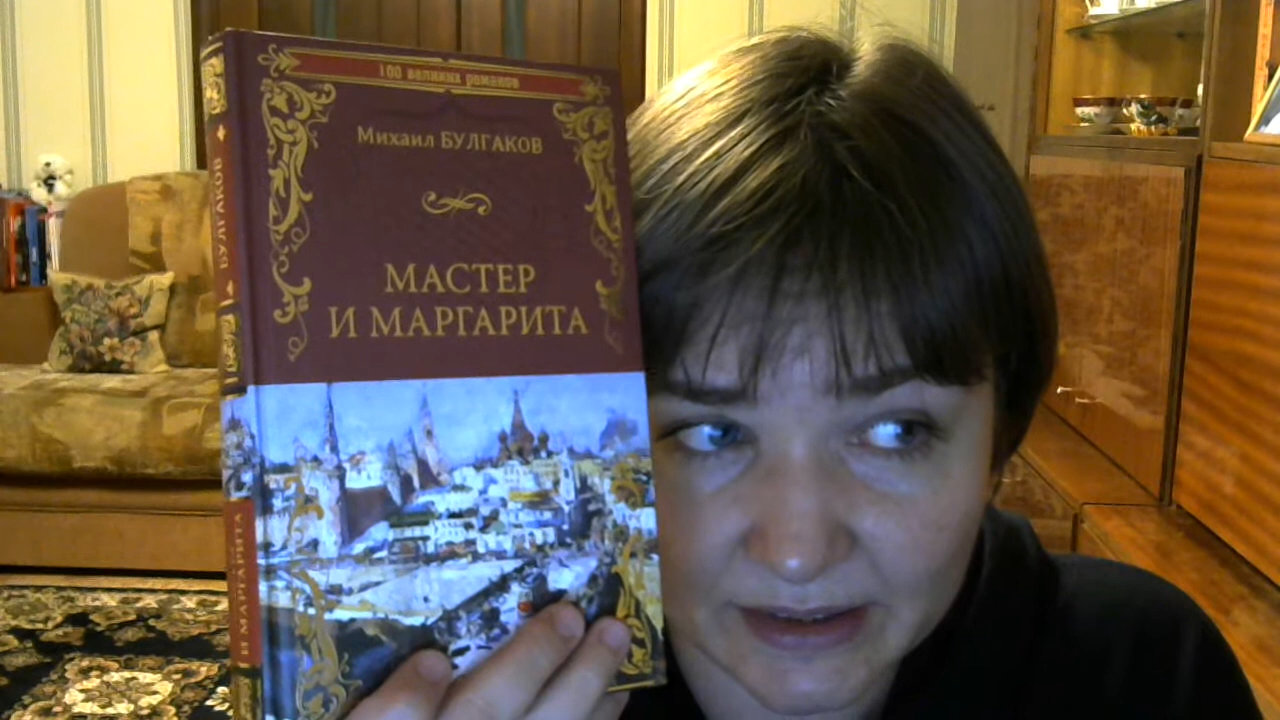 100 великих романов
Михаил БУЛГАКОВ
МАСТЕР
И МАРГАРИТА
БУЛГАКОВ
И МАРГАРИТА